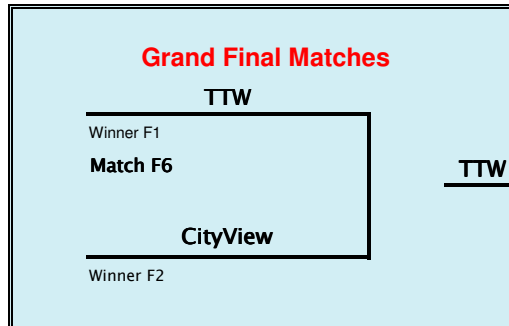 Grand Final Matches
TTW
Winner F1
Match F6
TTW
CityView
Winner F2